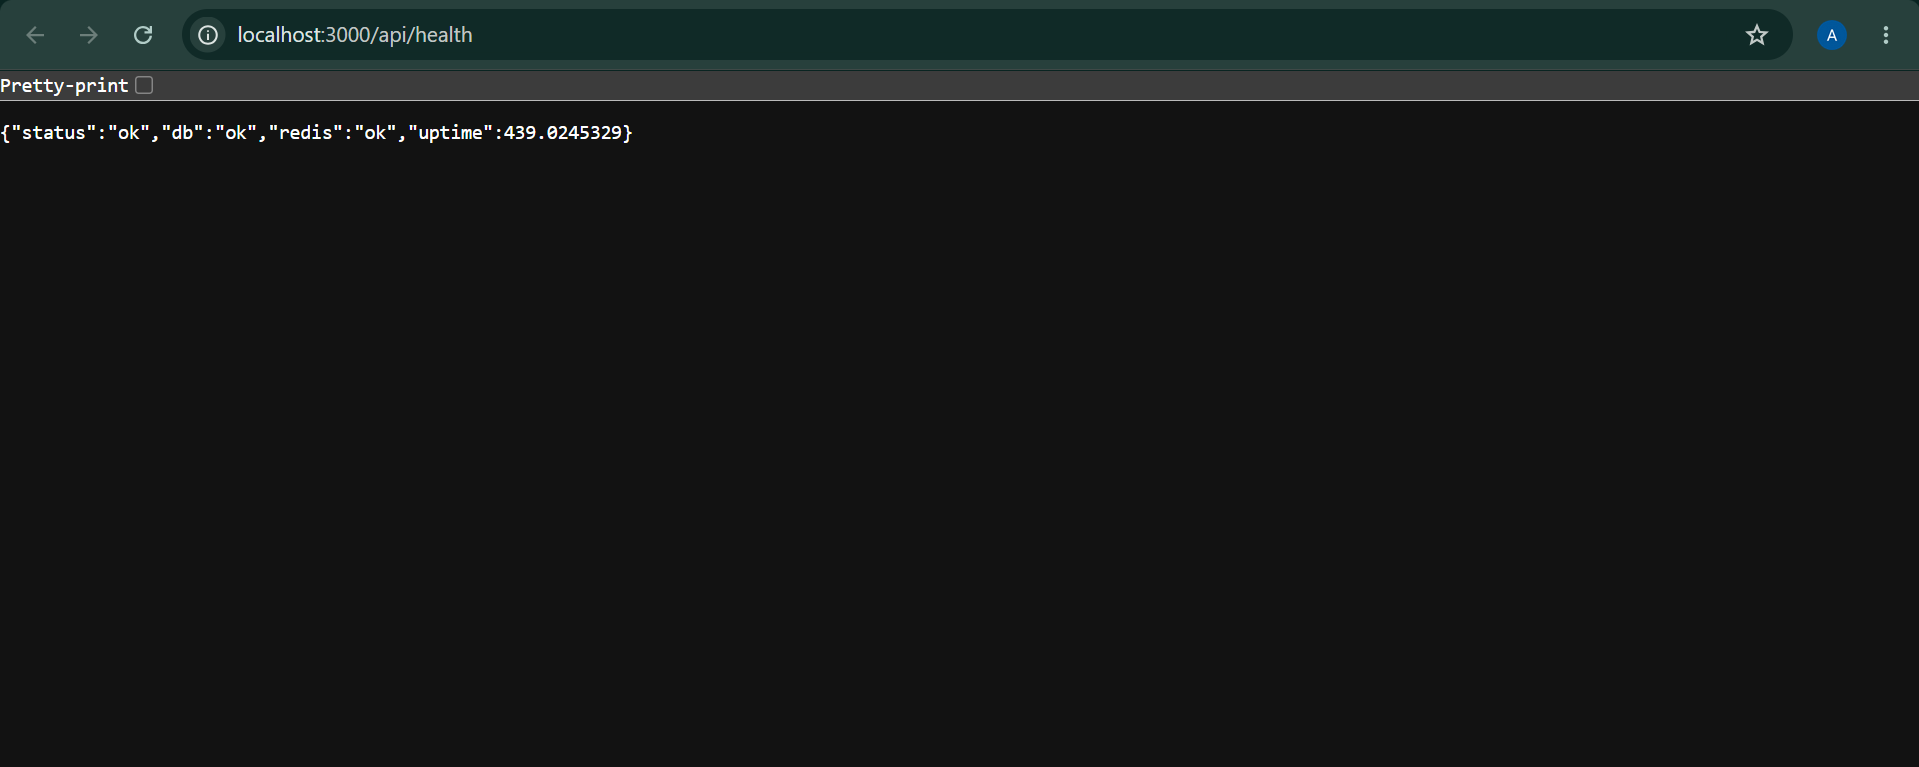 localhost:3000/api/health
A
Pretty-print
{"status":"ok","db":"ok","redis":"ok","uptime":439.0245329}